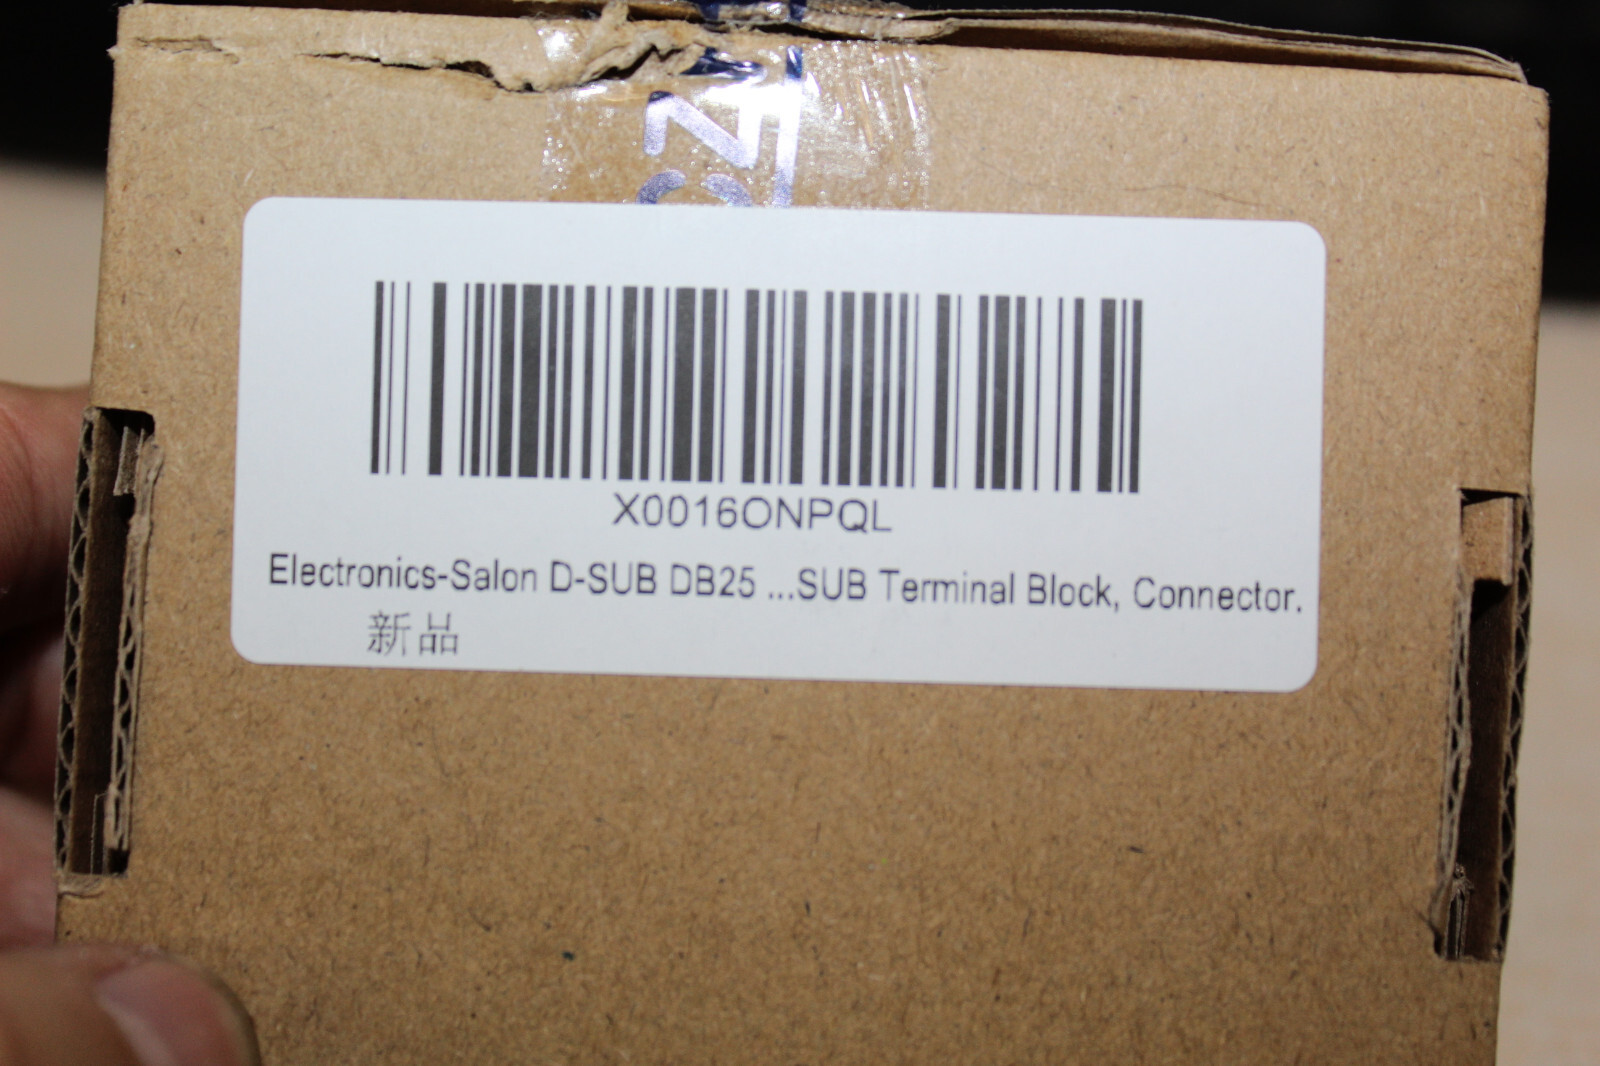 X0016ONPQL
Electronics-Salon D-SUB DB25 ...SUB Terminal Block, Connector.
新品